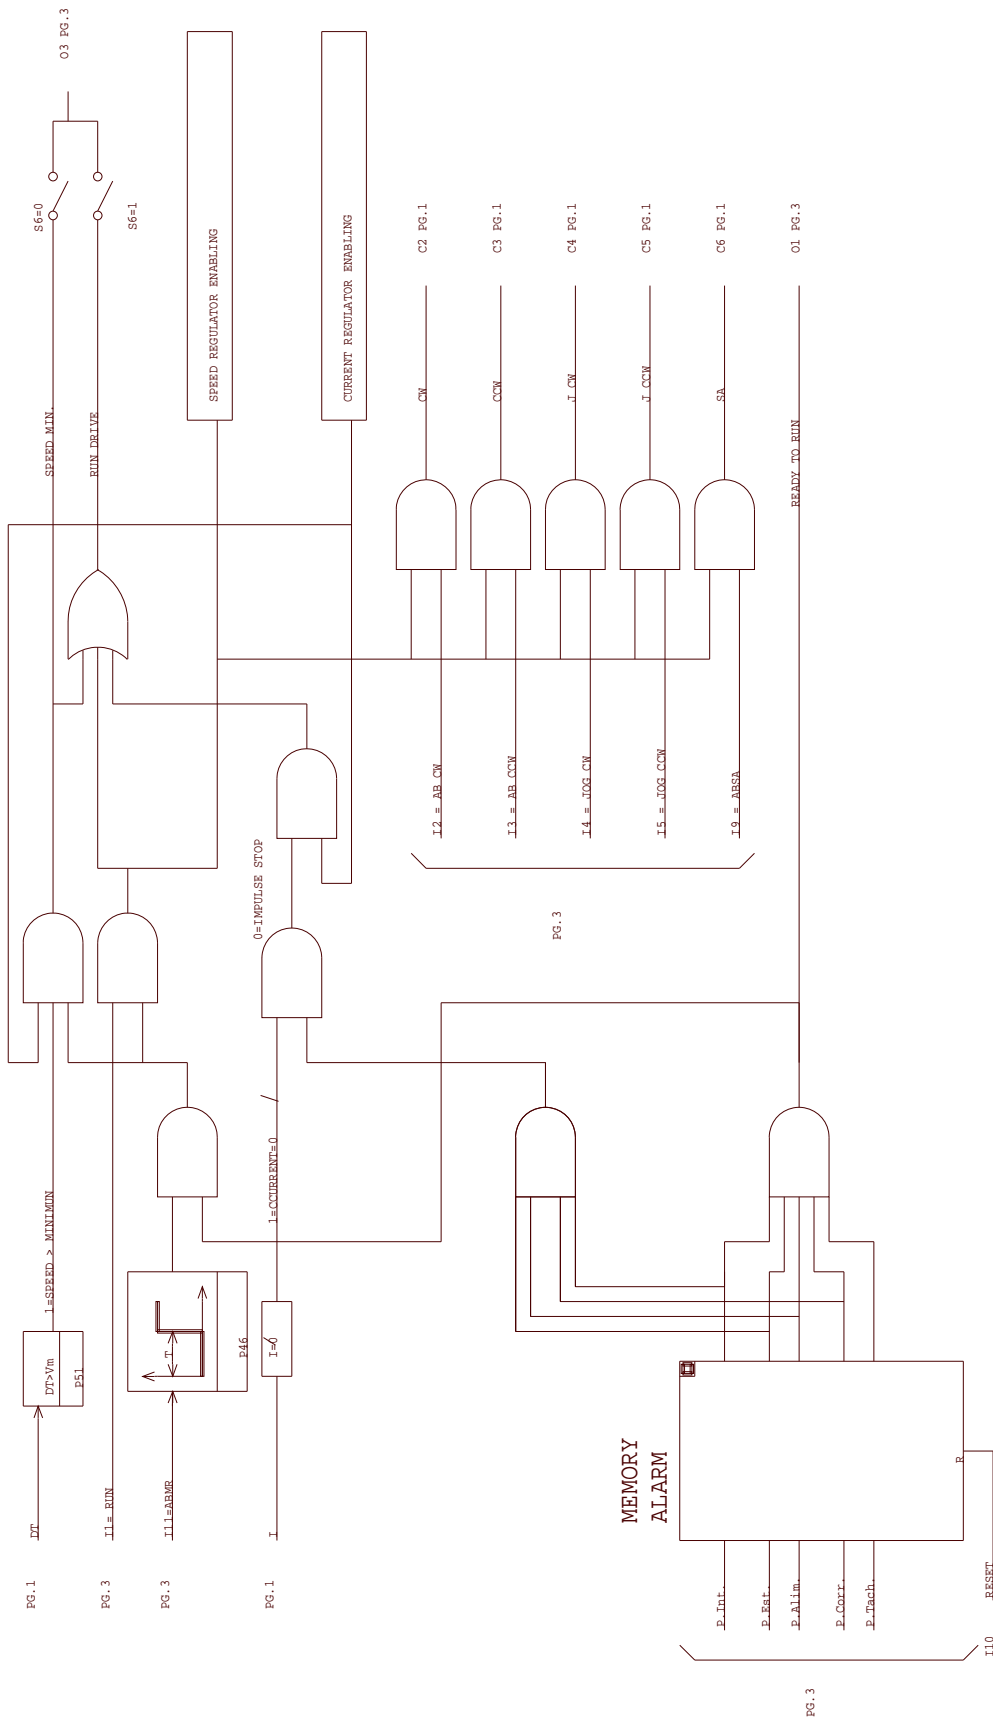 O3 PG.3
S6=0
S6=1
SPEED MIN.
RUN DRIVE
SPEED REGULATOR ENABLING
CURRENT REGULATOR ENABLING
C2 PG.1
C3 PG.1
C4 PG.1
C5 PG.1
C6 PG.1
O1 PG.3
CW
CCW
J CW
J CCW
SA
READY TO RUN
I2 = AB CW
I3 = AB CCW
I4 = JOG CW
I5 = JOG CCW
I9 = ABSA
PG.3
0=IMPULSE STOP
1=SPEED > MINIMUN
1=CCURRENT=0
DT>Vm
P51
T
P46
I=0
DT
I1= RUN
I11=ABMR
I
PG.1
PG.3
PG.3
PG.1
MEMORY
ALARM
R
P.Int.
P.Est.
P.Alim.
P.Corr.
P.Tach.
RESET
I10
PG.3